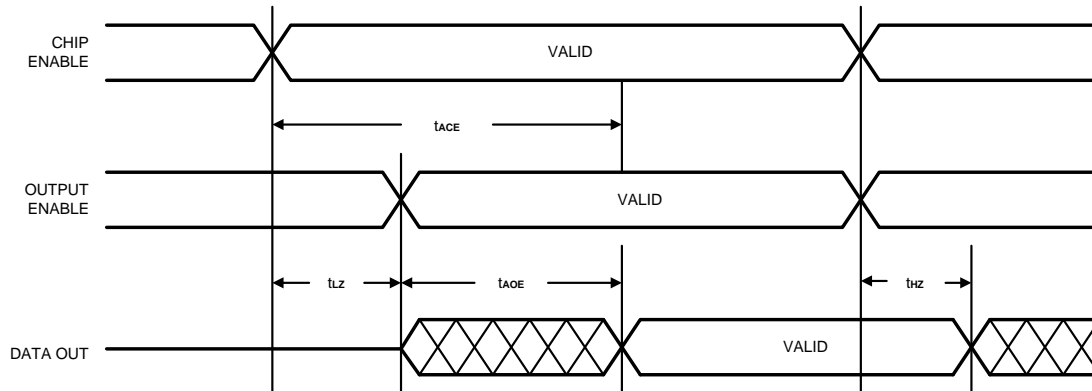 CHIP
ENABLE
VALID
tACE
OUTPUT
ENABLE
VALID
tLZ
tAOE
tHZ
DATA OUT
VALID